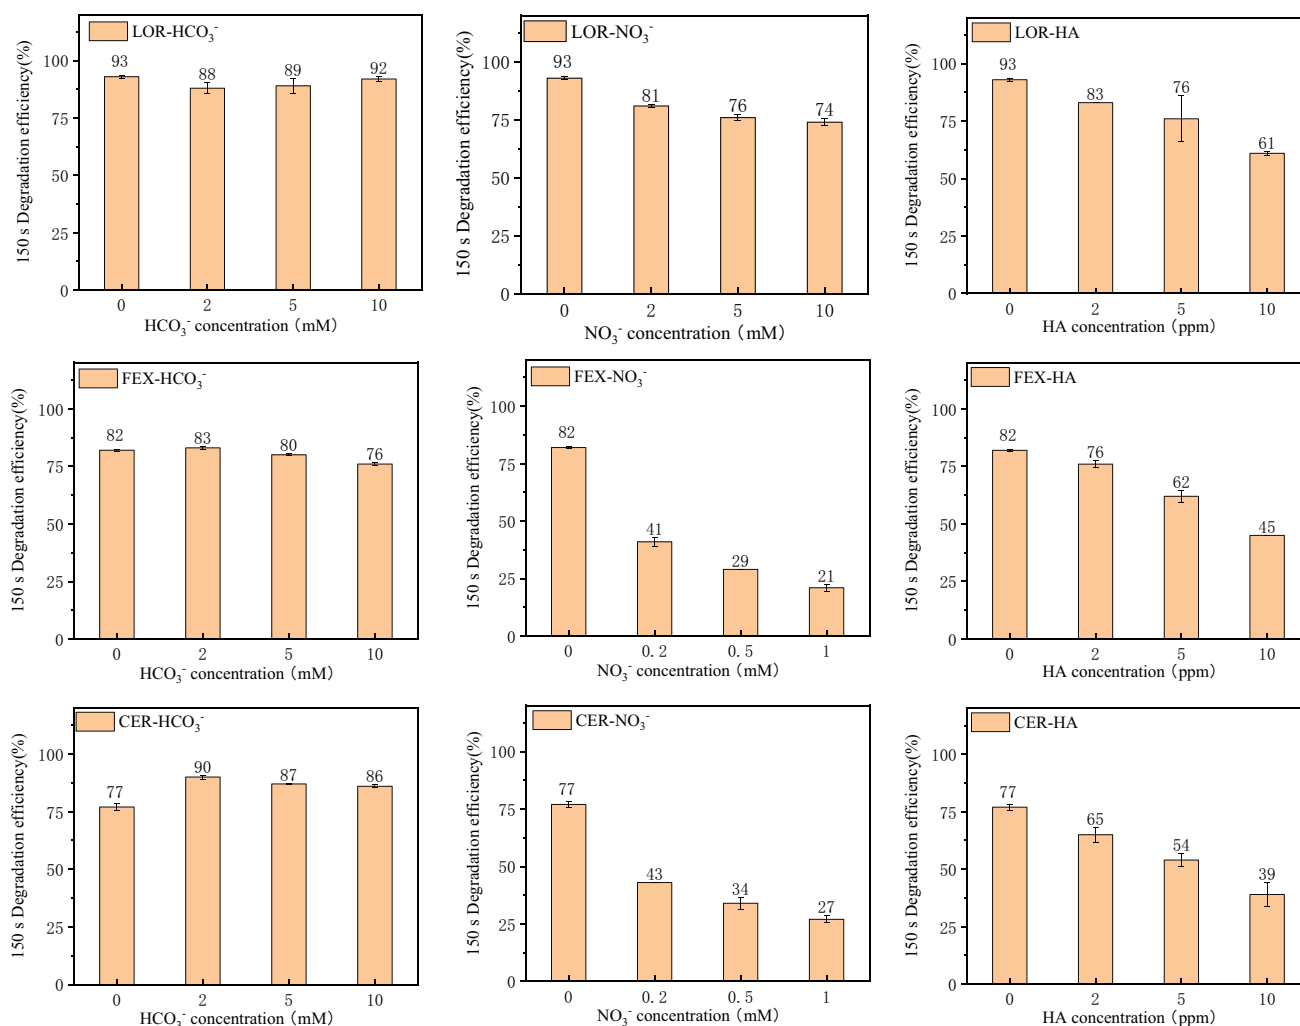 LOR-HCO₃⁻
150 s Degradation efficiency(%)
100
75
50
25
0
93
88
89
92
0 2 5 10
HCO₃⁻ concentration (mM)
LOR-NO₃⁻
150 s Degradation efficiency(%)
100
75
50
25
0
93
81
76
74
0 2 5 10
NO₃⁻ concentration (mM)
LOR-HA
150 s Degradation efficiency(%)
100
75
50
25
0
93
83
76
61
0 2 5 10
HA concentration (ppm)
FEX-HCO₃⁻
150 s Degradation efficiency(%)
100
75
50
25
0
82
83
80
76
0 2 5 10
HCO₃⁻ concentration (mM)
FEX-NO₃⁻
150 s Degradation efficiency(%)
100
75
50
25
0
82
41
29
21
0 0.2 0.5 1
NO₃⁻ concentration (mM)
FEX-HA
150 s Degradation efficiency(%)
100
75
50
25
0
82
76
62
45
0 2 5 10
HA concentration (ppm)
CER-HCO₃⁻
150 s Degradation efficiency(%)
100
75
50
25
0
77
90
87
86
0 2 5 10
HCO₃⁻ concentration (mM)
CER-NO₃⁻
150 s Degradation efficiency(%)
100
75
50
25
0
77
43
34
27
0 0.2 0.5 1
NO₃⁻ concentration (mM)
CER-HA
150 s Degradation efficiency(%)
100
75
50
25
0
77
65
54
39
0 2 5 10
HA concentration (ppm)